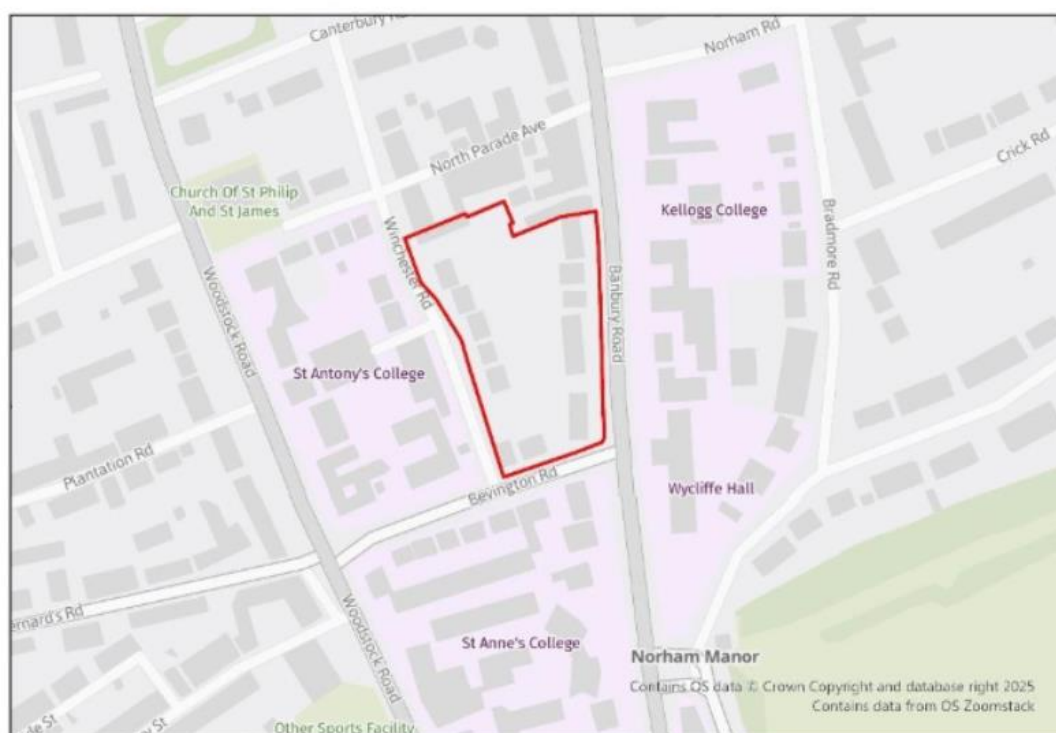 Canterbury R
Norham Rd
North Parade Ave
Crick Rd
Church Of St Philip
And St James
Kellogg College
Bradmore Rd
Winchester Rd
Woodstock Road
Banbury Road
St Antony's College
Plantation Rd
Bevington Rd
Wycliffe Hall
ernard's Rd
Woodstock Road
St Anne's College
Norham Manor
Contains OS data © Crown Copyright and database right 2025
Contains data from OS Zoomstack
Other Sports Facility